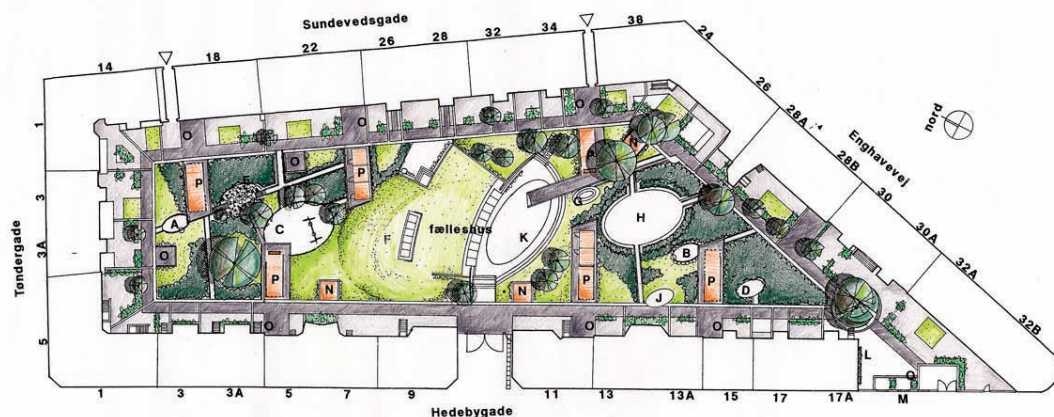 Sundevedsgade
14
18
22
26
28
32
34
38
24
26
28A
28B
Enghavevej
30
30A
32A
32B
nord
1
3
3A
5
Tøndergade
O
O
O
O
P
E
P
N
A
C
F
fælleshus
K
H
B
O
P
N
N
P
P
J
D
O
O
O
L
O
M
1
3
3A
5
7
9
11
13
13A
15
17
17A
Hedebygade